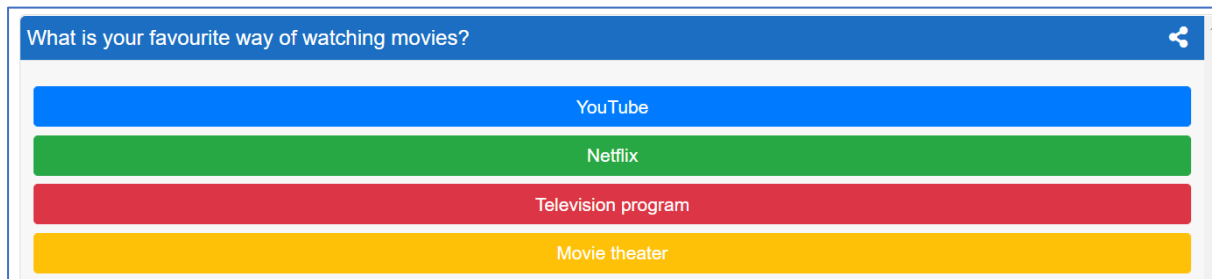 What is your favourite way of watching movies?
YouTube
Netflix
Television program
Movie theater